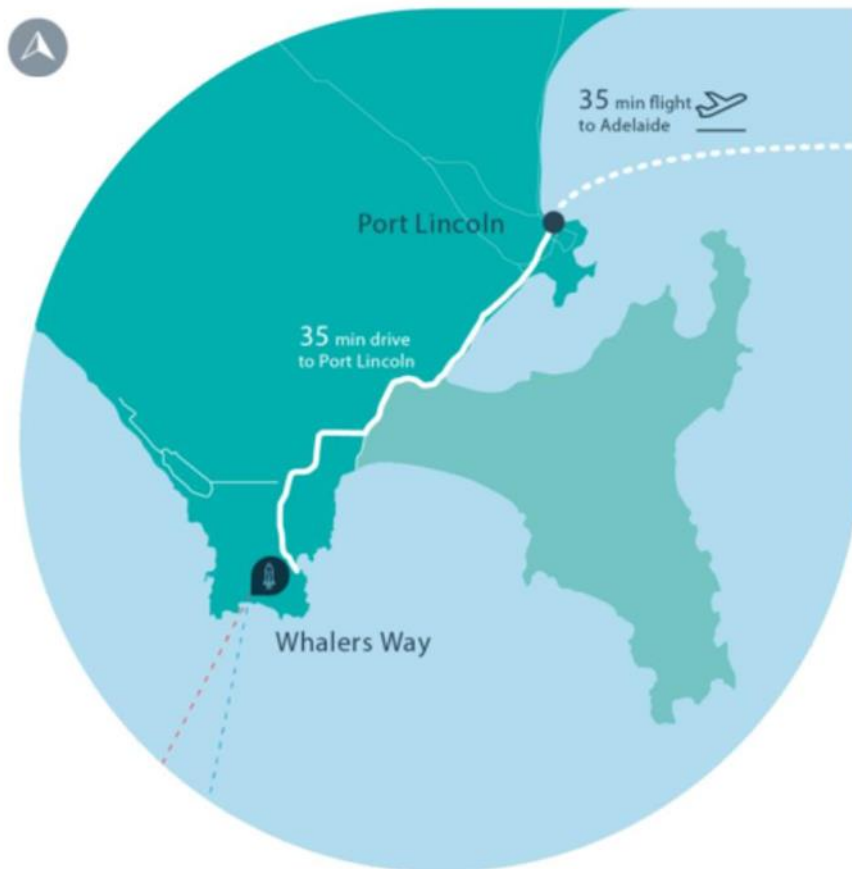 35 min flight
to Adelaide
Port Lincoln
35 min drive
to Port Lincoln
Whalers Way